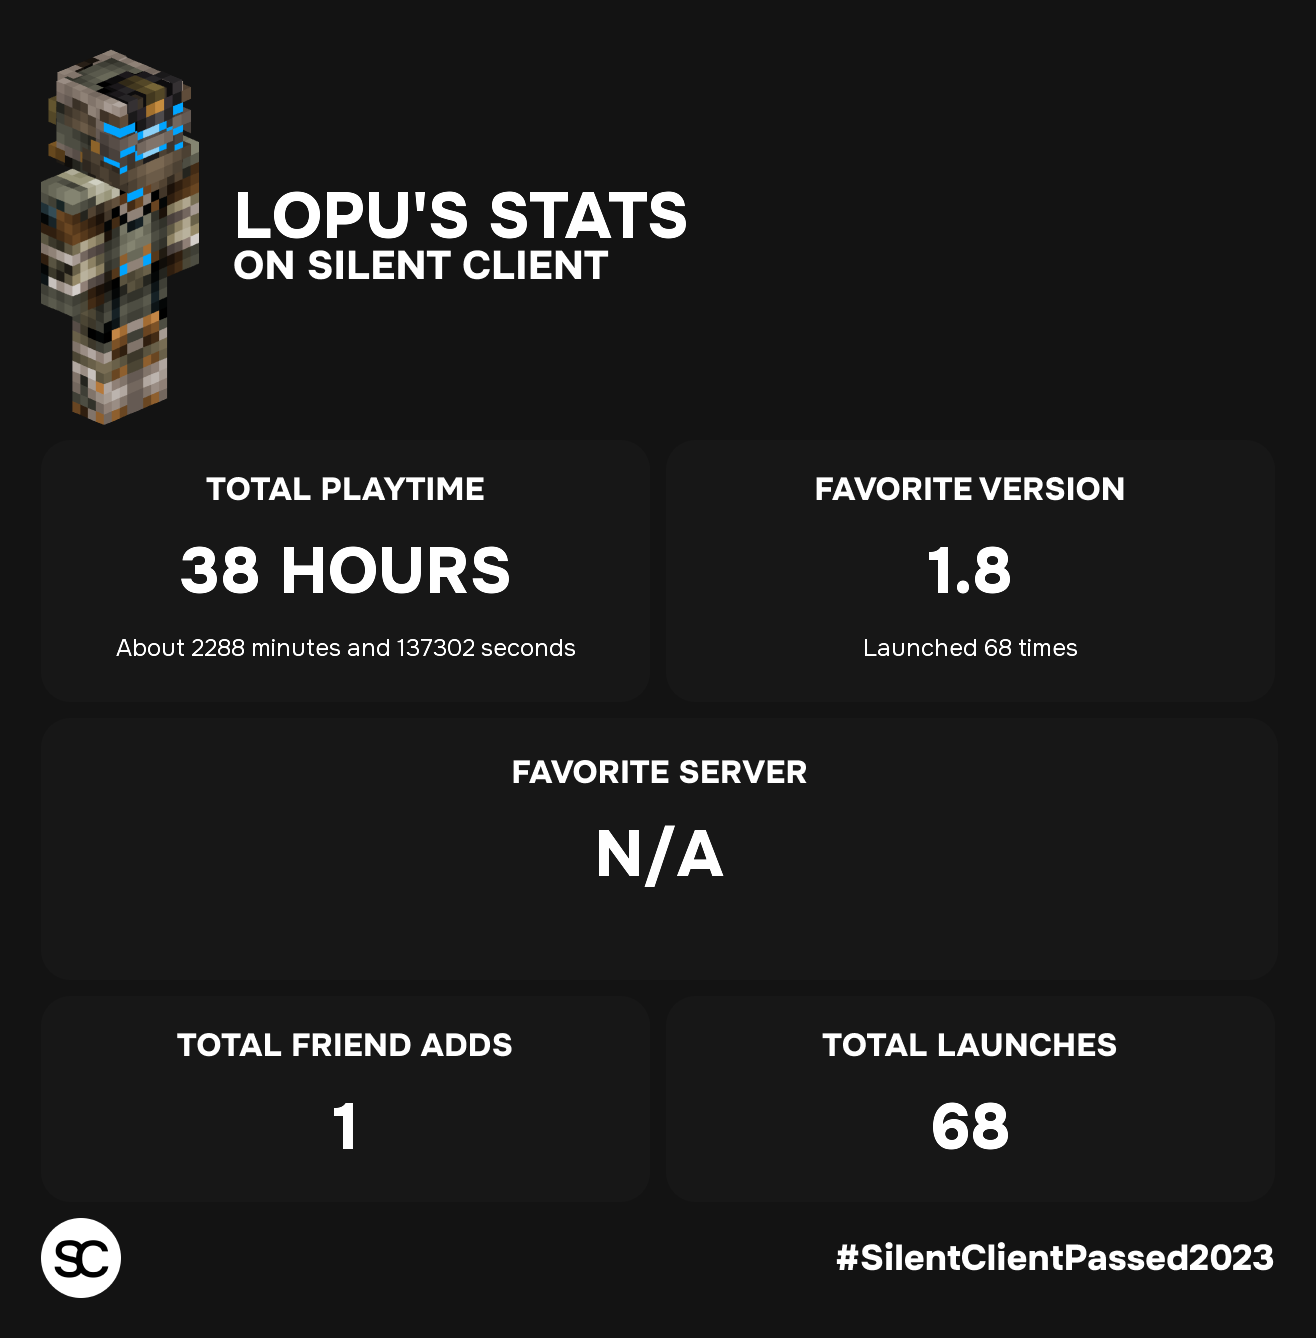 LOPU'S STATS
ON SILENT CLIENT
TOTAL PLAYTIME
38 HOURS
About 2288 minutes and 137302 seconds
FAVORITE VERSION
1.8
Launched 68 times
FAVORITE SERVER
N/A
TOTAL FRIEND ADDS
1
TOTAL LAUNCHES
68
SC
#SilentClientPassed2023